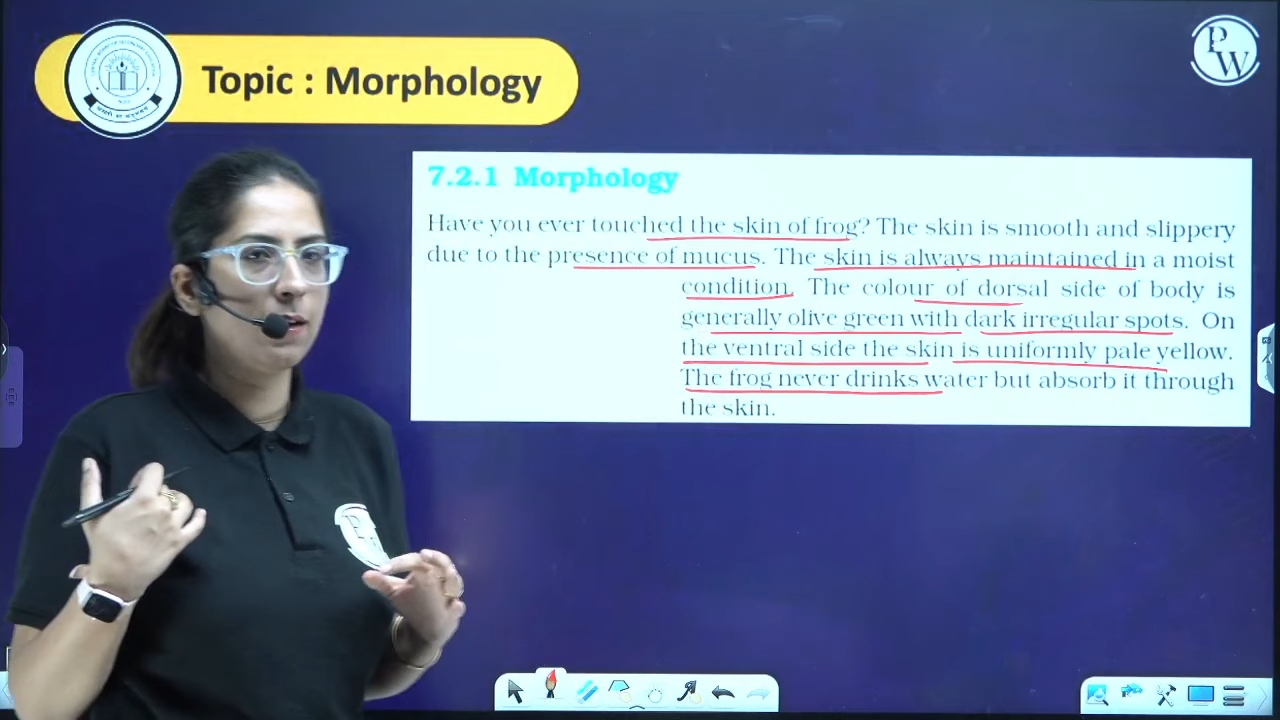 Topic : Morphology
PW
7.2.1 Morphology
Have you ever touched the skin of frog? The skin is smooth and slippery
due to the presence of mucus. The skin is always maintained in a moist
condition. The colour of dorsal side of body is
generally olive green with dark irregular spots. On
the ventral side the skin is uniformly pale yellow.
The frog never drinks water but absorb it through
the skin.